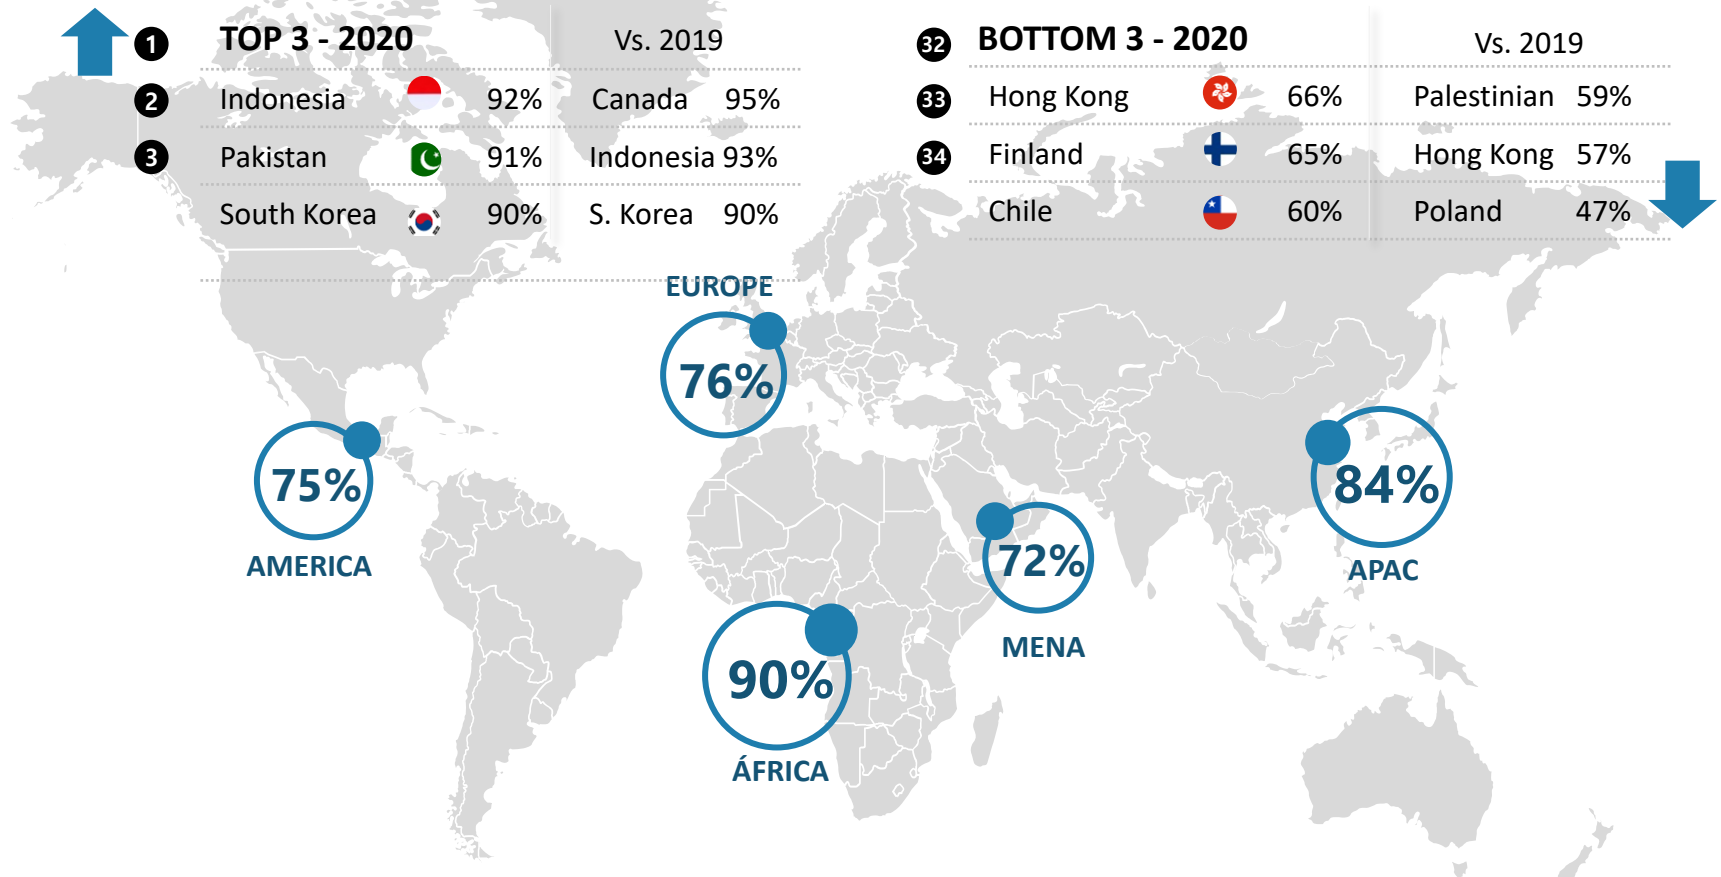 1 TOP 3 - 2020 Vs. 2019
2 Indonesia 92% Canada 95%
3 Pakistan 91% Indonesia 93%
South Korea 90% S. Korea 90%
32 BOTTOM 3 - 2020 Vs. 2019
33 Hong Kong 66% Palestinian 59%
34 Finland 65% Hong Kong 57%
Chile 60% Poland 47%
EUROPE
76%
75%
AMERICA
84%
APAC
72%
MENA
90%
ÁFRICA